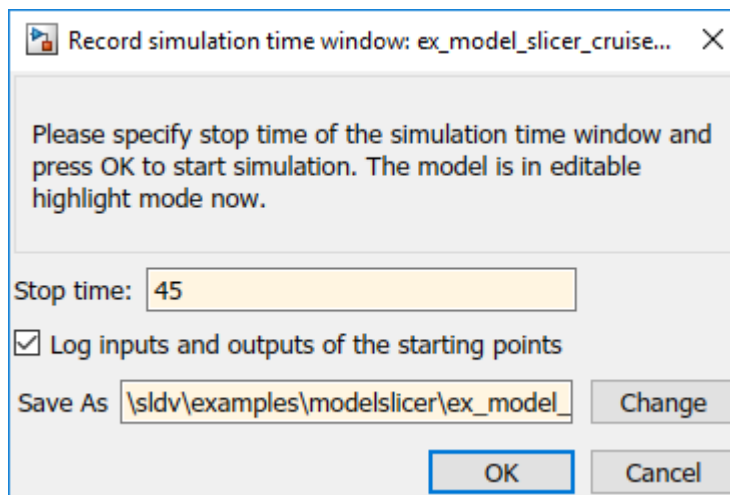 Record simulation time window: ex_model_slicer_cruise...
Please specify stop time of the simulation time window and
press OK to start simulation. The model is in editable
highlight mode now.
Stop time: 45
Log inputs and outputs of the starting points
Save As \sldv\examples\modelslicer\ex_model_ Change
OK Cancel